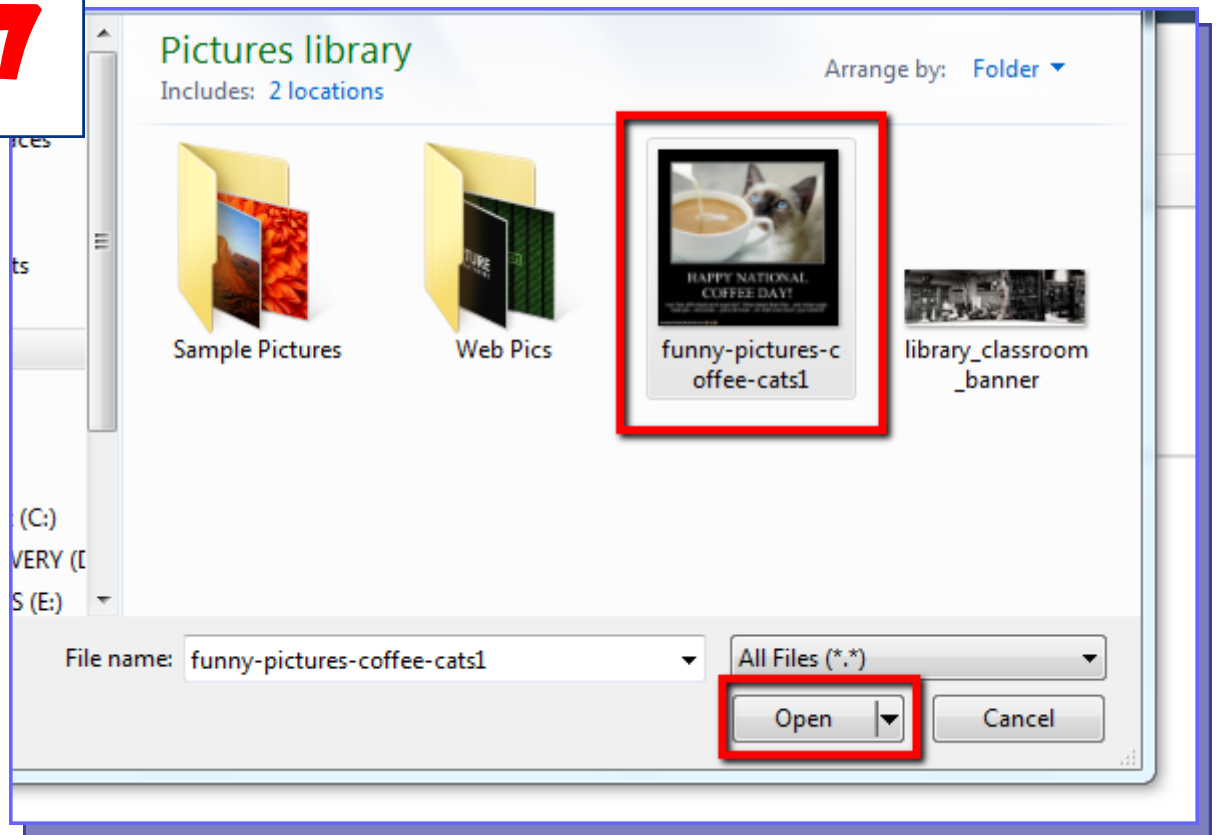 7
Pictures library
Includes: 2 locations
Arrange by: Folder
ts
Sample Pictures
Web Pics
HAPPY NATIONAL
COFFEE DAY!
funny-pictures-c
offee-cats1
library_classroom
_banner
(C:)
VERY (D
S (E:)
File name: funny-pictures-coffee-cats1
All Files (*.*)
Open
Cancel